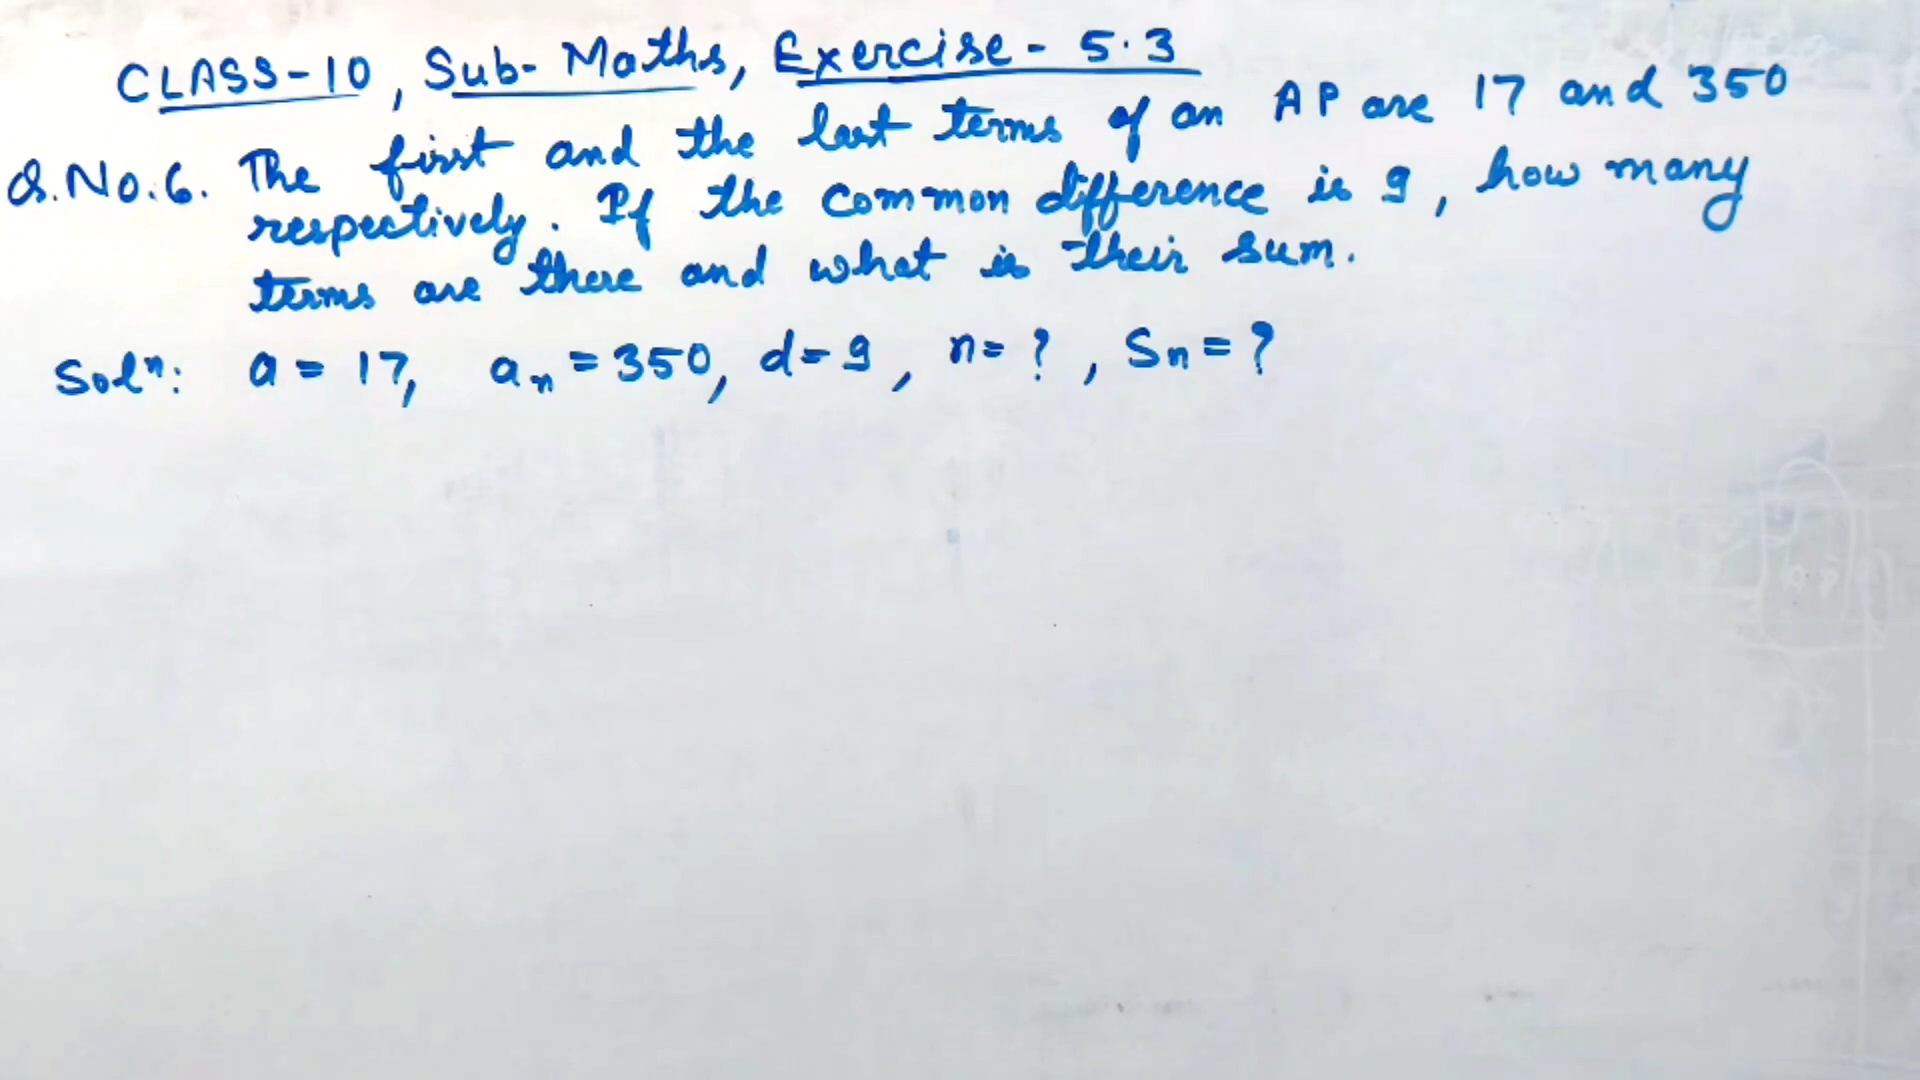 CLASS-10, Sub- Maths, Exercise- 5.3
Q.No.6. The first and the last terms of an AP are 17 and 350
respectively. If the common difference is 9, how many
terms are there and what is their sum.
Solⁿ: a = 17, aₙ = 350, d = 9, n = ?, Sₙ = ?